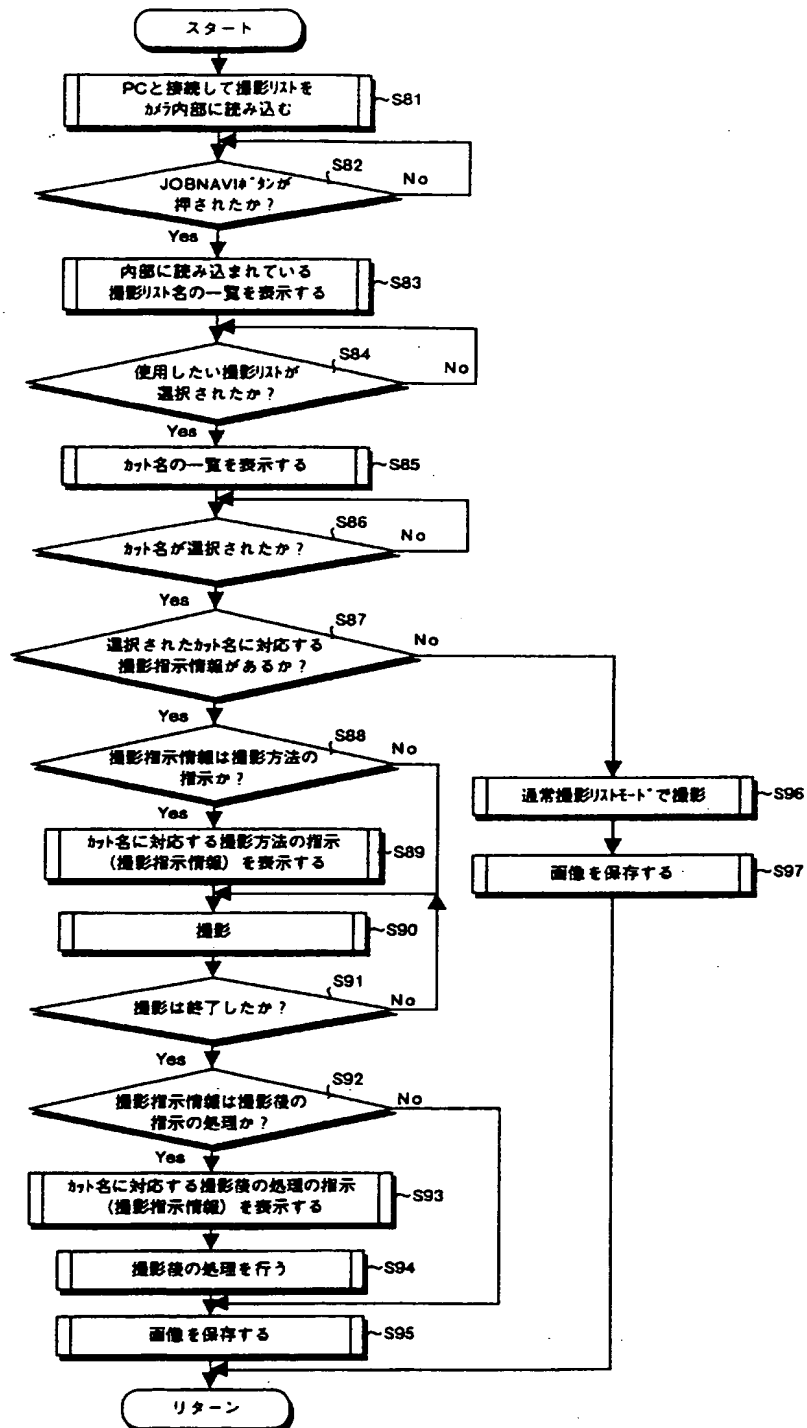 スタート
PCと接続して撮影リストを
カメラ内部に読み込む
S81
S82
JOBNAVIボタンが
押されたか？
No
Yes
内部に読み込まれている
撮影リスト名の一覧を表示する
S83
S84
使用したい撮影リストが
選択されたか？
No
Yes
カット名の一覧を表示する
S85
S86
カット名が選択されたか？
No
Yes
S87
選択されたカット名に対応する
撮影指示情報があるか？
No
Yes
S88
撮影指示情報は撮影方法の
指示か？
No
Yes
通常撮影リストモードで撮影
S96
カット名に対応する撮影方法の指示
(撮影指示情報) を表示する
S89
画像を保存する
S97
撮影
S90
S91
撮影は終了したか？
No
Yes
S92
撮影指示情報は撮影後の
指示の処理か？
No
Yes
カット名に対応する撮影後の処理の指示
(撮影指示情報) を表示する
S93
撮影後の処理を行う
S94
画像を保存する
S95
リターン